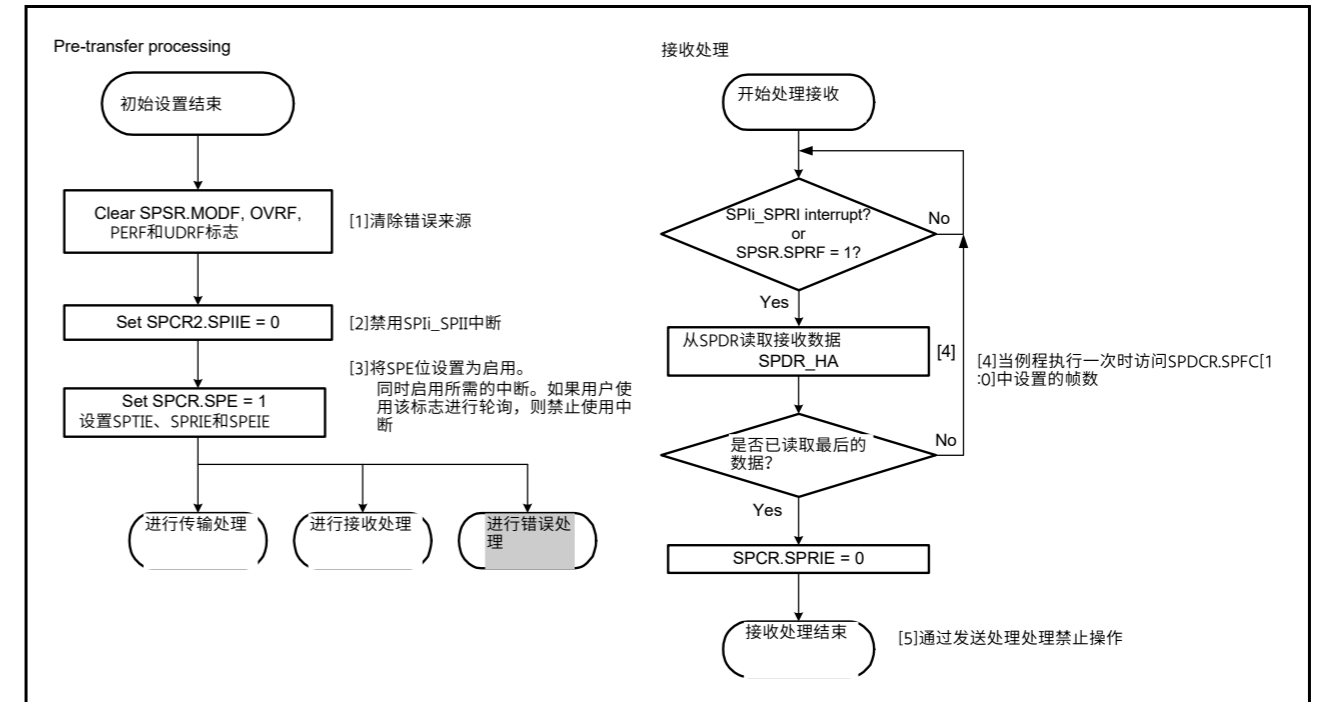 Pre-transfer processing
初始设置结束
Clear SPSR.MODF, OVRF,
PERF和UDRF标志
[1]清除错误来源
Set SPCR2.SPIIE = 0
[2]禁用SPIi_SPII中断
[3]将SPE位设置为启用。
同时启用所需的中断。如果用户使
用该标志进行轮询，则禁止使用中
断
Set SPCR.SPE = 1
设置SPTIE、SPRIE和SPEIE
进行传输处理
进行接收处理
进行错误处
理
接收处理
开始处理接收
SPIi_SPRI interrupt?
or
SPSR.SPRF = 1?
No
Yes
从SPDR读取接收数据
SPDR_HA
[4]
[4]当例程执行一次时访问SPDCR.SPFC[1
:0]中设置的帧数
是否已读取最后的
数据？
No
Yes
SPCR.SPRIE = 0
接收处理结束
[5]通过发送处理处理禁止操作